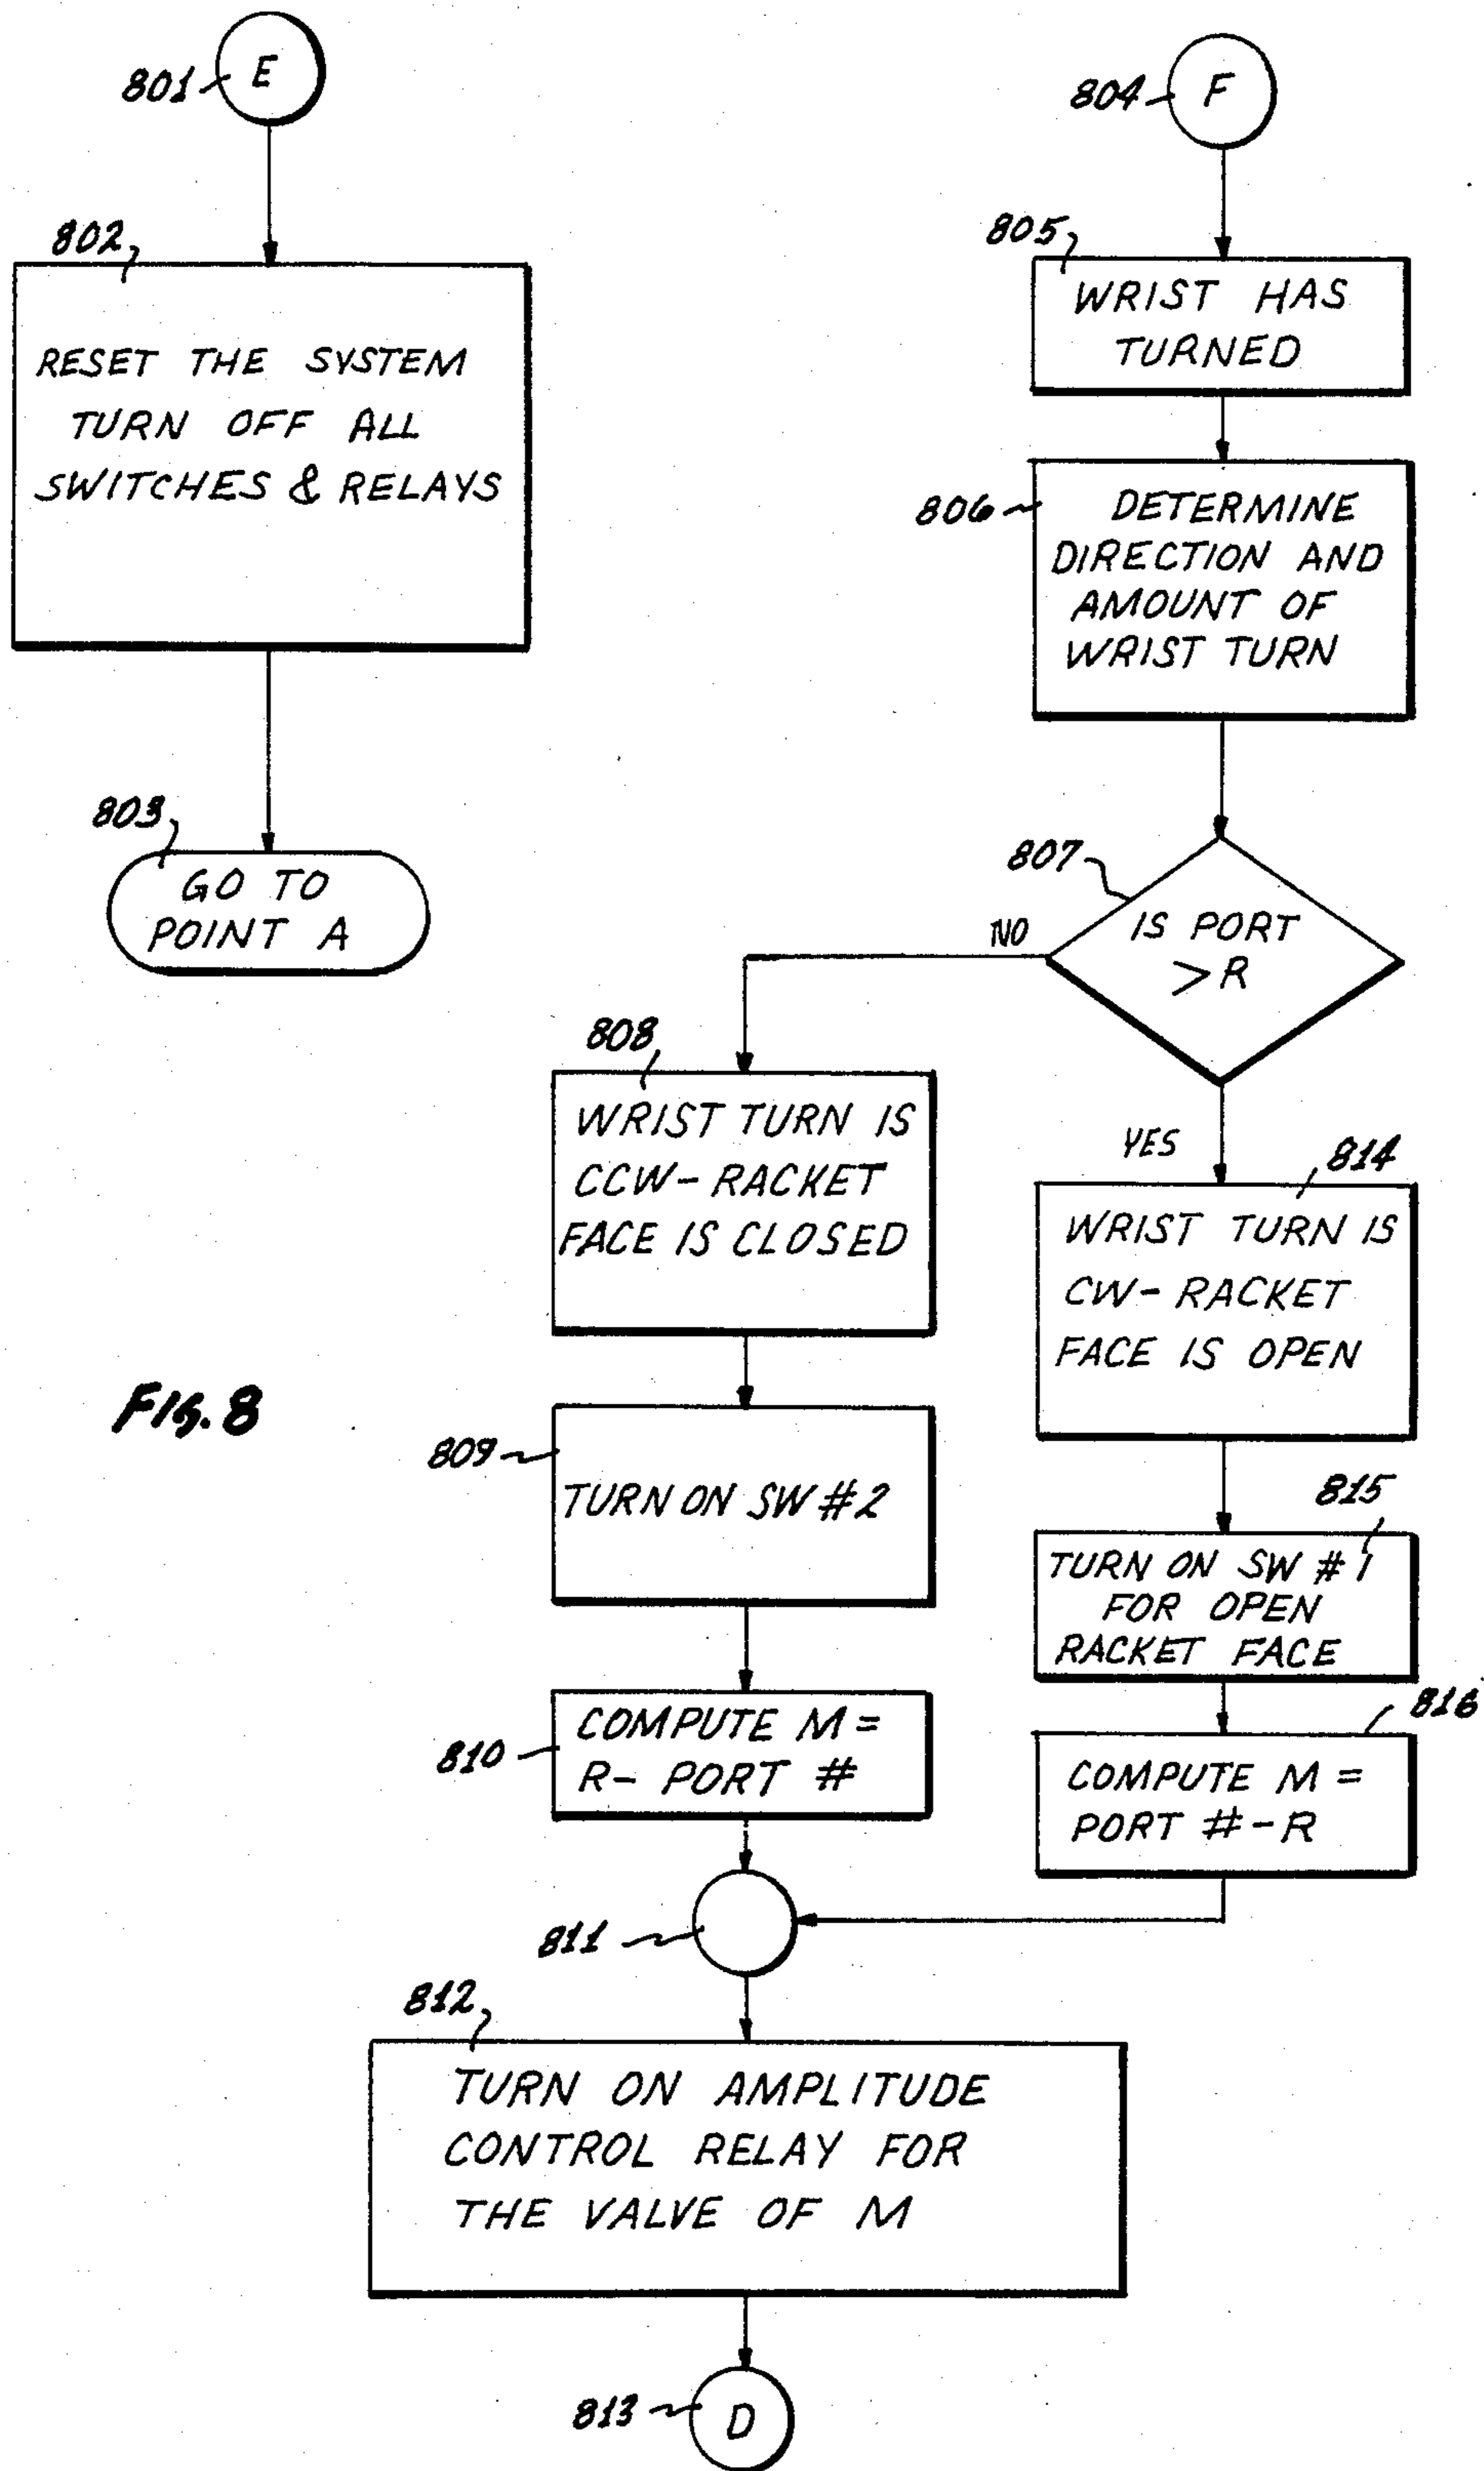 801
E
802
RESET THE SYSTEM
TURN OFF ALL
SWITCHES & RELAYS
803
GO TO
POINT A
804
F
805
WRIST HAS
TURNED
806
DETERMINE
DIRECTION AND
AMOUNT OF
WRIST TURN
807
IS PORT
>R
NO
YES
808
WRIST TURN IS
CCW- RACKET
FACE IS CLOSED
809
TURN ON SW #2
810
COMPUTE M =
R- PORT #
814
WRIST TURN IS
CW- RACKET
FACE IS OPEN
815
TURN ON SW #1
FOR OPEN
RACKET FACE
816
COMPUTE M =
PORT #-R
811
812
TURN ON AMPLITUDE
CONTROL RELAY FOR
THE VALVE OF M
813
D
FIG. 8